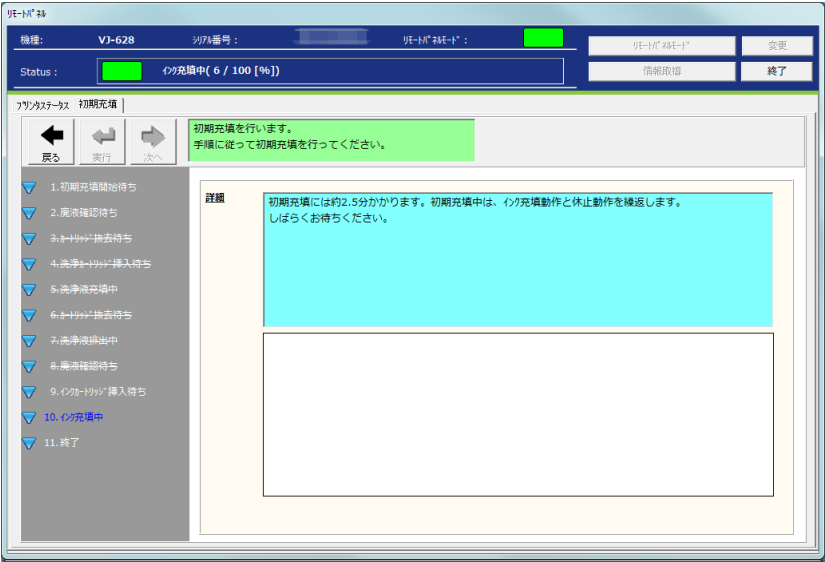 ﾘﾓｰﾄﾊﾟﾈﾙ
機種: VJ-628 ｼﾘｱﾙ番号： ﾘﾓｰﾄﾊﾟﾈﾙﾓｰﾄﾞ：
ﾘﾓｰﾄﾊﾟﾈﾙﾓｰﾄﾞ 変更
Status： ｲﾝｸ充填中( 6 / 100 [%])
情報取得 終了
ﾌﾟﾘﾝﾀｽﾃｰﾀｽ 初期充填
戻る 実行 次へ
初期充填を行います。
手順に従って初期充填を行ってください。
1.初期充填開始待ち
2.廃液確認待ち
3.ｶｰﾄﾘｯｼﾞ抜去待ち
4.洗浄ｶｰﾄﾘｯｼﾞ挿入待ち
5.洗浄液充填中
6.ｶｰﾄﾘｯｼﾞ抜去待ち
7.洗浄液排出中
8.廃液確認待ち
9.ｲﾝｸｶｰﾄﾘｯｼﾞ挿入待ち
10.ｲﾝｸ充填中
11.終了
詳細
初期充填には約2.5分かかります。初期充填中は、ｲﾝｸ充填動作と休止動作を繰返します。
しばらくお待ちください。